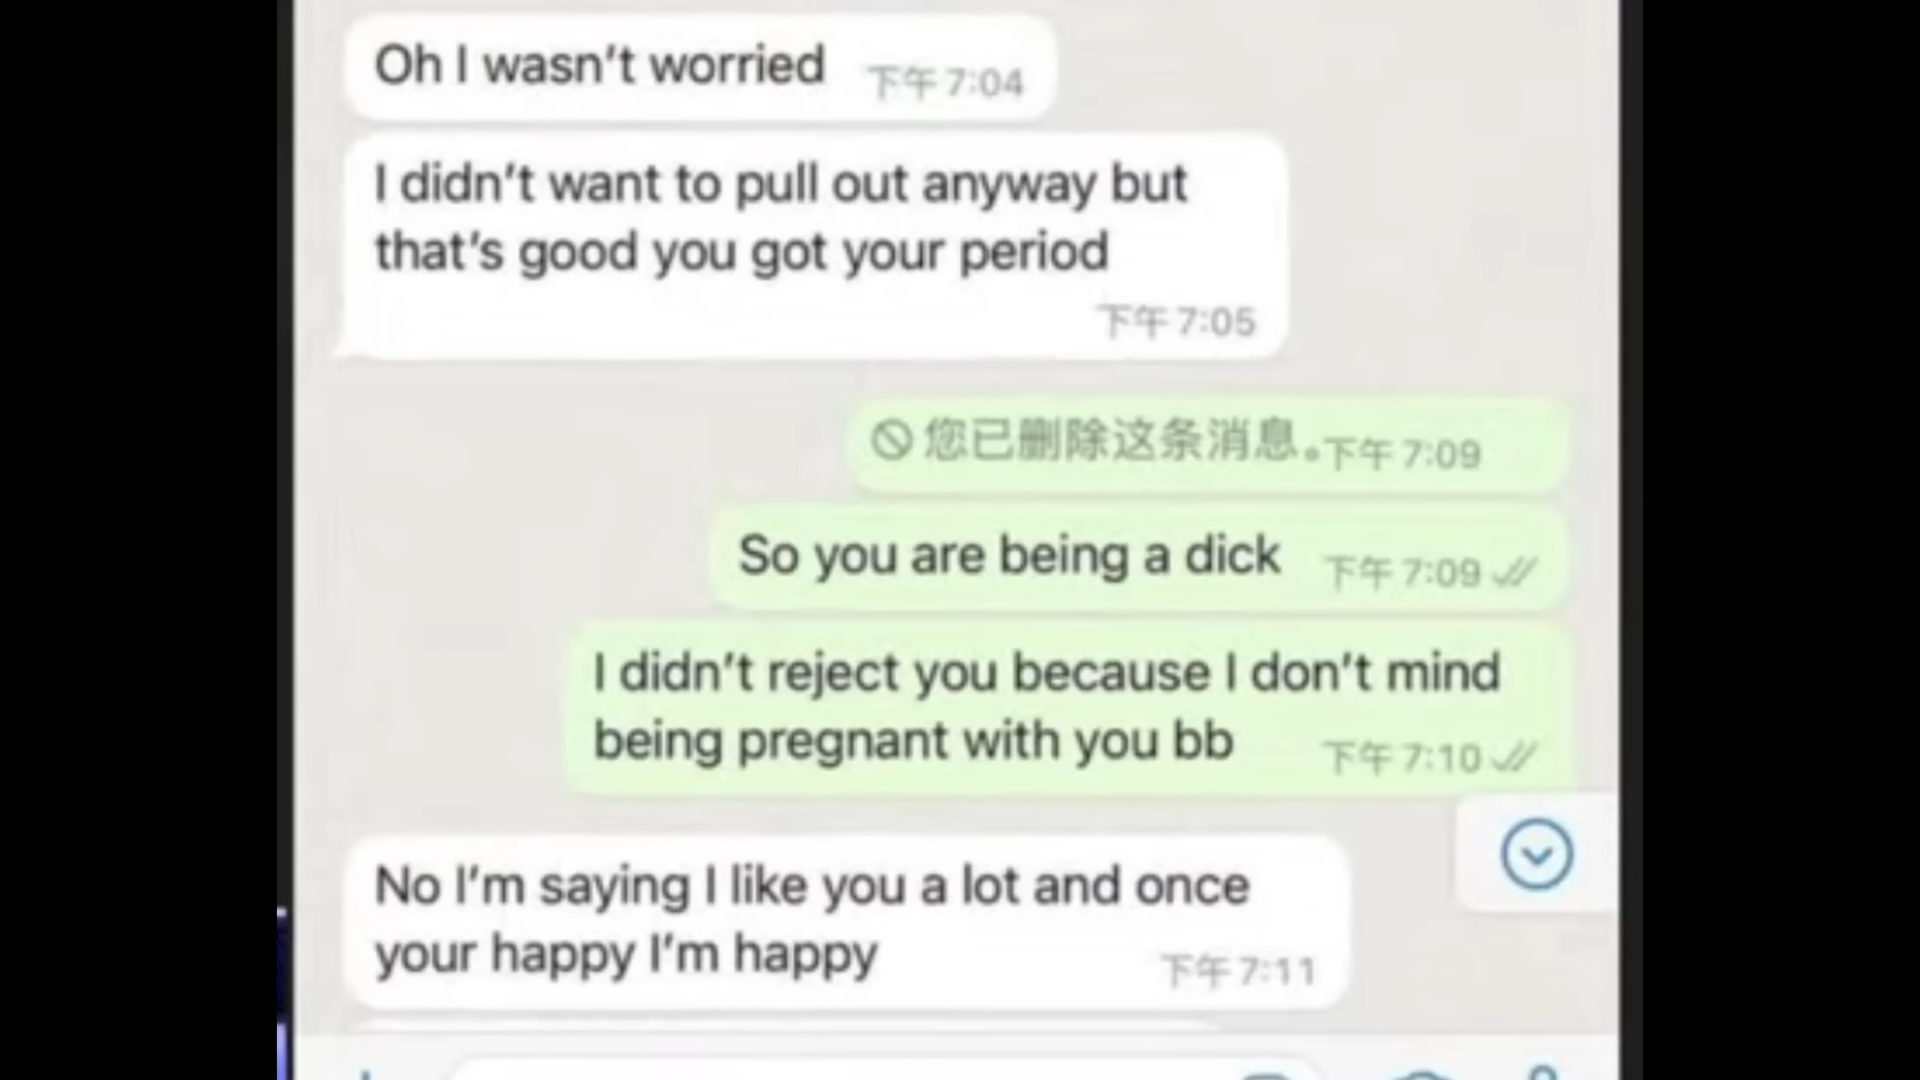 Oh I wasn't worried 下午 7:04
I didn't want to pull out anyway but
that's good you got your period
下午 7:05
您已删除这条消息。下午 7:09
So you are being a dick 下午 7:09
I didn't reject you because I don't mind
being pregnant with you bb 下午 7:10
No I'm saying I like you a lot and once
your happy I'm happy 下午 7:11